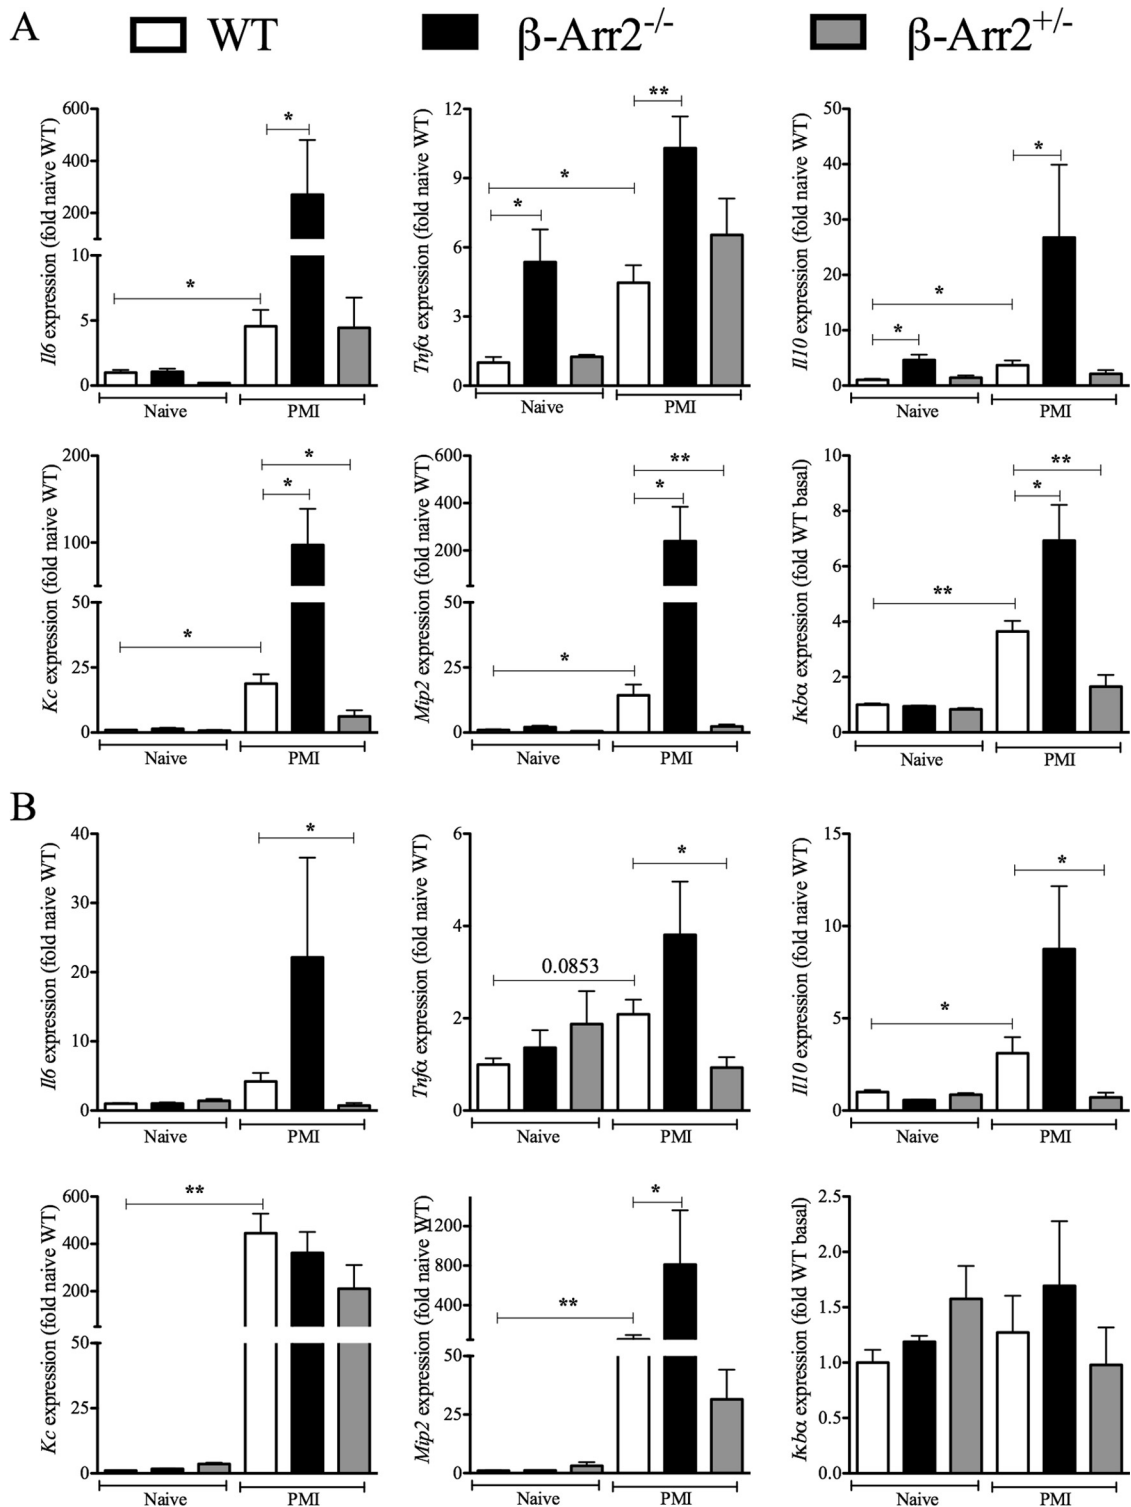 A
WT
β-Arr2-/-
β-Arr2+/-
Il6 expression (fold naive WT)
600
400
200
10
5
0
*
*
Naive
PMI
Tnfα expression (fold naive WT)
12
9
6
3
0
**
*
*
Naive
PMI
Il10 expression (fold naive WT)
50
40
30
20
10
0
*
*
*
Naive
PMI
Kc expression (fold naive WT)
200
100
50
25
0
*
*
*
Naive
PMI
Mip2 expression (fold naive WT)
600
400
200
50
25
0
**
*
*
Naive
PMI
Iκbα expression (fold WT basal)
10
8
6
4
2
0
**
*
**
Naive
PMI
B
Il6 expression (fold naive WT)
40
30
20
10
0
*
Naive
PMI
Tnfα expression (fold naive WT)
6
4
2
0
*
0.0853
Naive
PMI
Il10 expression (fold naive WT)
15
10
5
0
*
*
Naive
PMI
Kc expression (fold naive WT)
600
400
200
50
25
0
**
Naive
PMI
Mip2 expression (fold naive WT)
1200
800
400
50
25
0
*
**
Naive
PMI
Iκbα expression (fold WT basal)
2.5
2.0
1.5
1.0
0.5
0.0
Naive
PMI